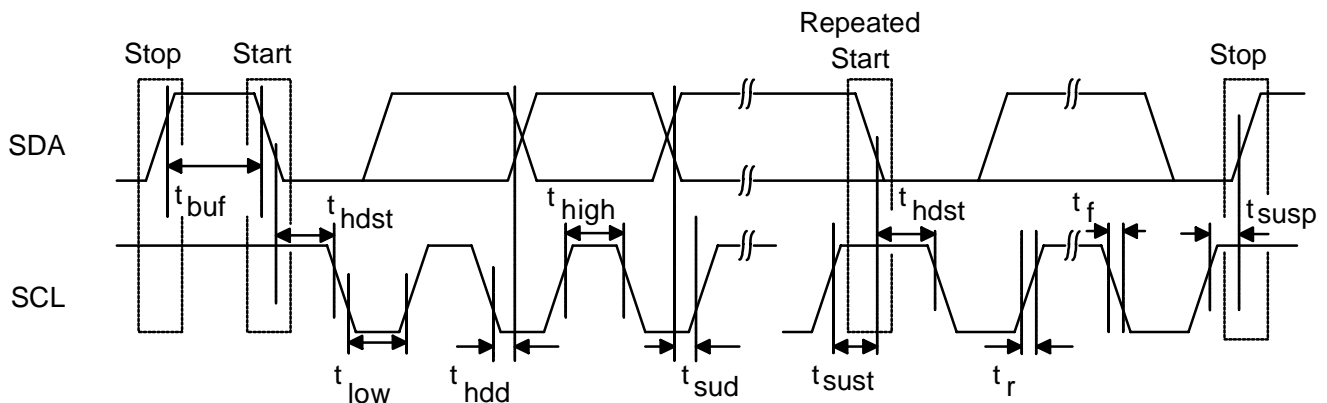 Repeated
Stop Start Start Stop
SDA
t buf
t hdst
t high
t hdst
t f
t susp
SCL
t low
t hdd
t sud
t sust
t r